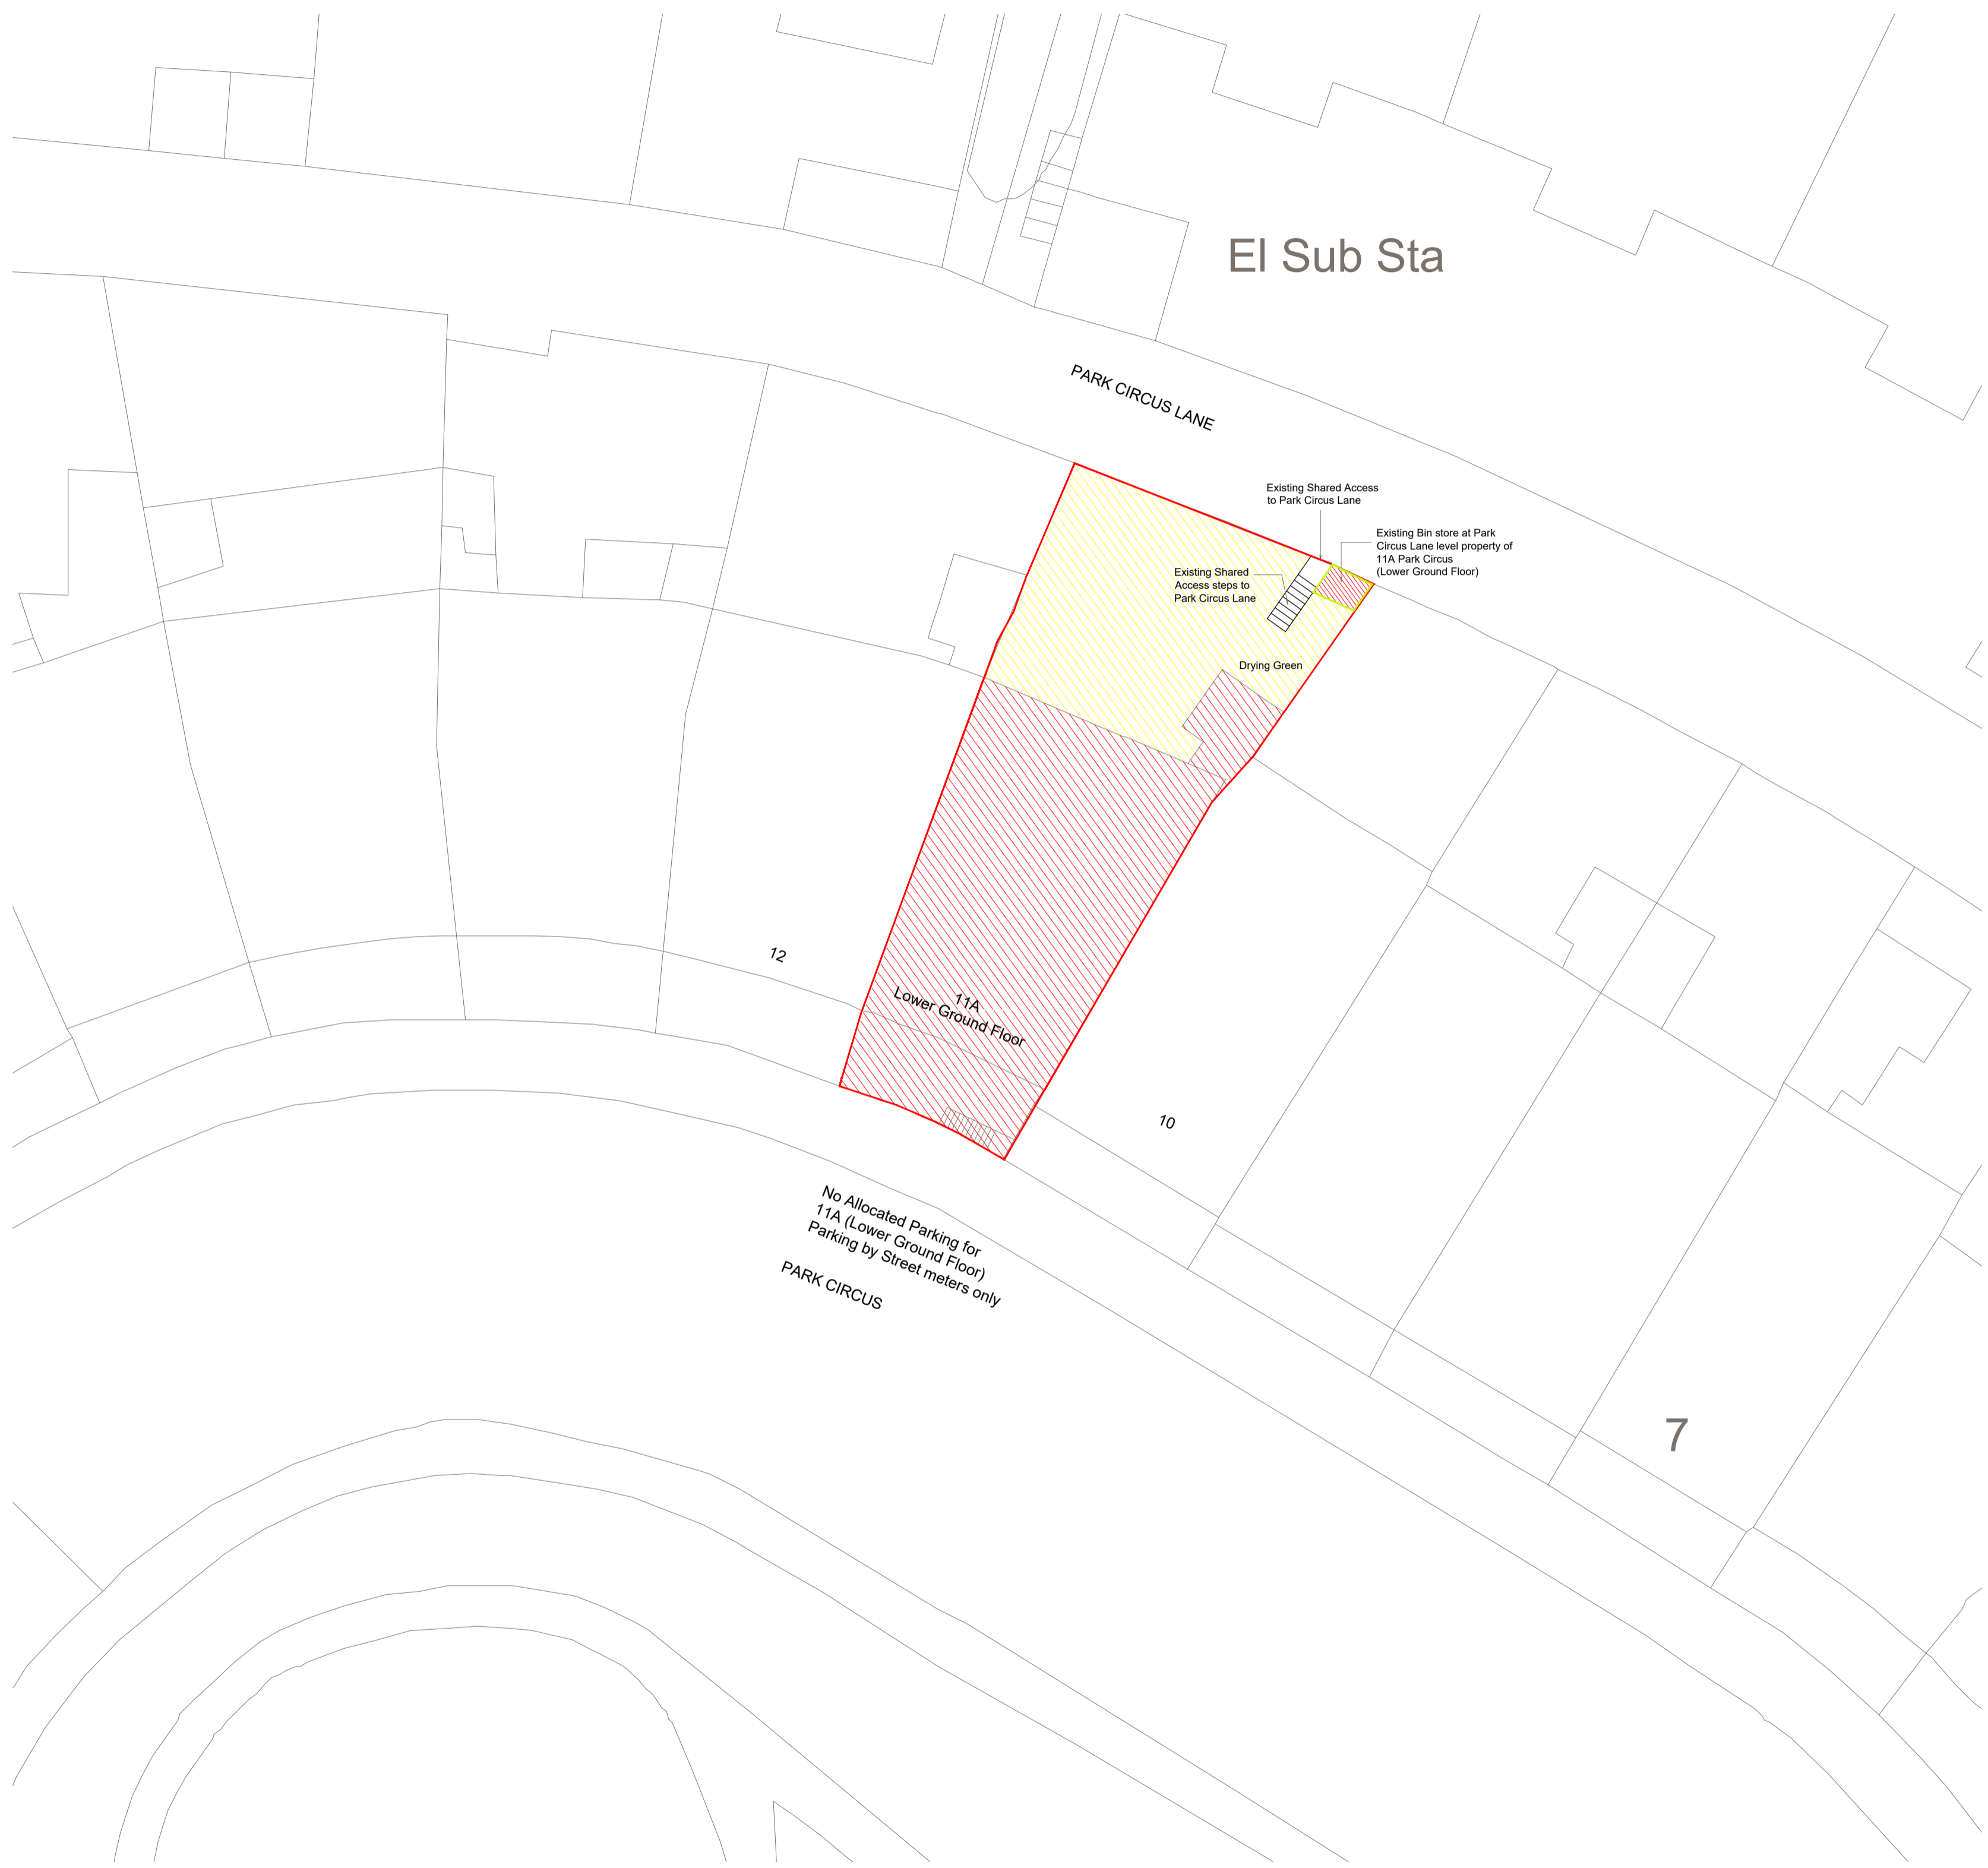 El Sub Sta
PARK CIRCUS LANE
Existing Shared Access
to Park Circus Lane
Existing Bin store at Park
Circus Lane level property of
11A Park Circus
(Lower Ground Floor)
Existing Shared
Access steps to
Park Circus Lane
Drying Green
12
11A
Lower Ground Floor
10
No Allocated Parking for
11A (Lower Ground Floor)
Parking by Street meters only
PARK CIRCUS
7